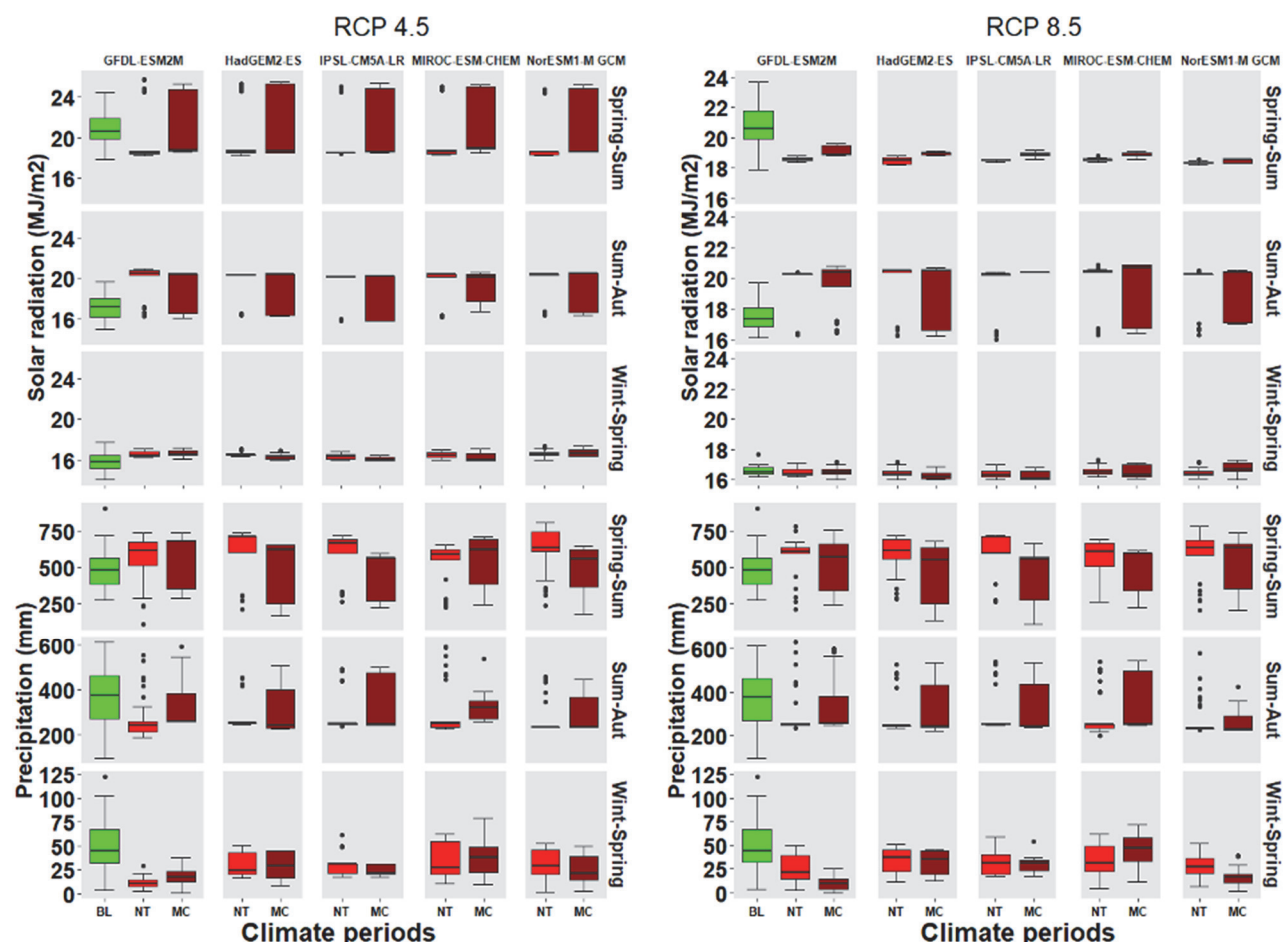 RCP 4.5
GFDL-ESM2M HadGEM2-ES IPSL-CM5A-LR MIROC-ESM-CHEM NorESM1-M GCM
Solar radiation (MJ/m2)
24
20
16
Spring-Sum
24
20
16
Sum-Aut
24
20
16
Wint-Spring
Precipitation (mm)
750
500
250
Spring-Sum
600
400
200
Sum-Aut
125
100
75
50
25
0
Wint-Spring
BL NT MC NT MC NT MC NT MC NT MC
Climate periods
RCP 8.5
GFDL-ESM2M HadGEM2-ES IPSL-CM5A-LR MIROC-ESM-CHEM NorESM1-M GCM
Solar radiation (MJ/m2)
24
22
20
18
16
Spring-Sum
24
22
20
18
16
Sum-Aut
24
22
20
18
16
Wint-Spring
Precipitation (mm)
750
500
250
Spring-Sum
600
400
200
Sum-Aut
125
100
75
50
25
0
Wint-Spring
BL NT MC NT MC NT MC NT MC NT MC
Climate periods